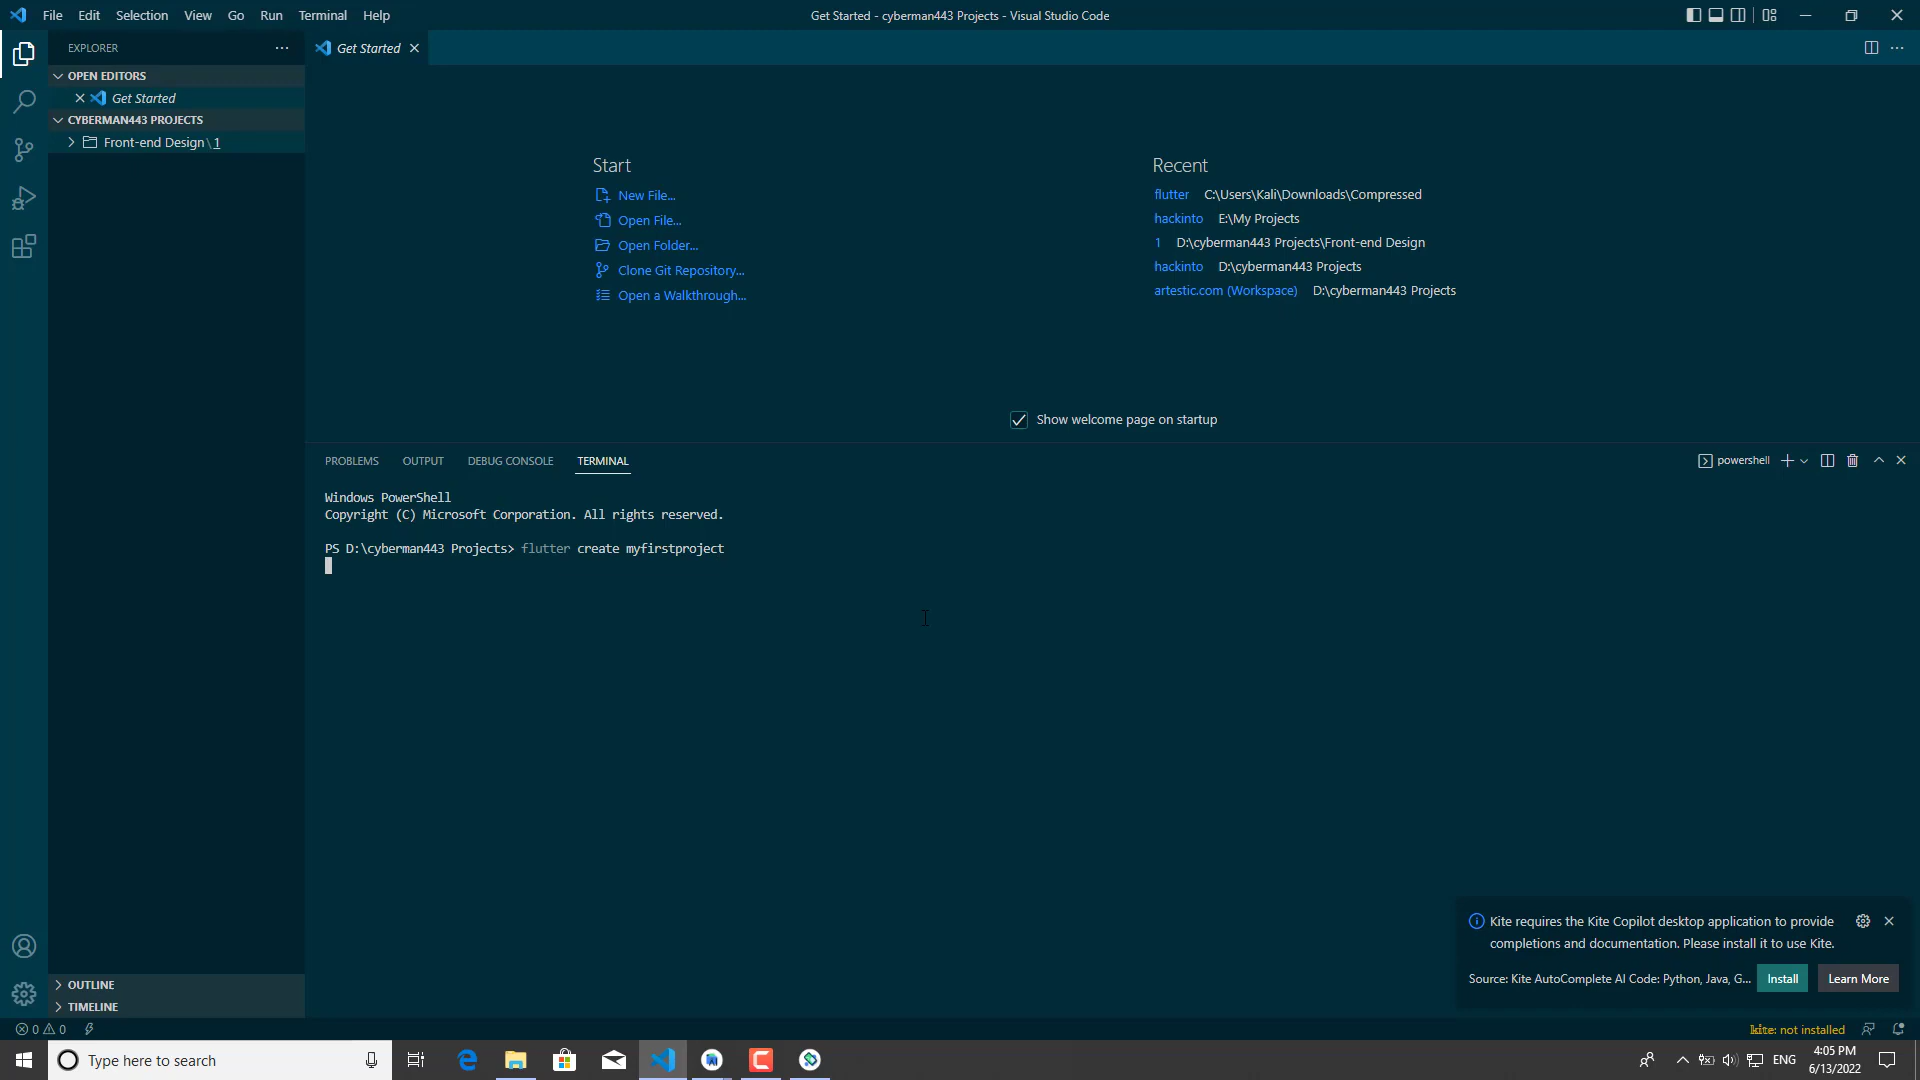 File Edit Selection View Go Run Terminal Help
Get Started - cyberman443 Projects - Visual Studio Code
EXPLORER
Get Started
OPEN EDITORS
Get Started
CYBERMAN443 PROJECTS
Front-end Design\1
Start
New File...
Open File...
Open Folder...
Clone Git Repository...
Open a Walkthrough...
Recent
flutter C:\Users\Kali\Downloads\Compressed
hackinto E:\My Projects
1 D:\cyberman443 Projects\Front-end Design
hackinto D:\cyberman443 Projects
artestic.com (Workspace) D:\cyberman443 Projects
Show welcome page on startup
PROBLEMS OUTPUT DEBUG CONSOLE TERMINAL
powershell
Windows PowerShell
Copyright (C) Microsoft Corporation. All rights reserved.
PS D:\cyberman443 Projects> flutter create myfirstproject
Kite requires the Kite Copilot desktop application to provide
completions and documentation. Please install it to use Kite.
Source: Kite AutoComplete AI Code: Python, Java, G...
Install
Learn More
OUTLINE
TIMELINE
0 0
kite: not installed
Type here to search
ENG
4:05 PM
6/13/2022